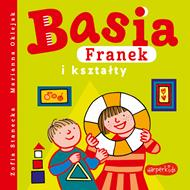 Basia
Franek
i kształty
Zofia Stanecka
Marianna Oklejak
HarperKids